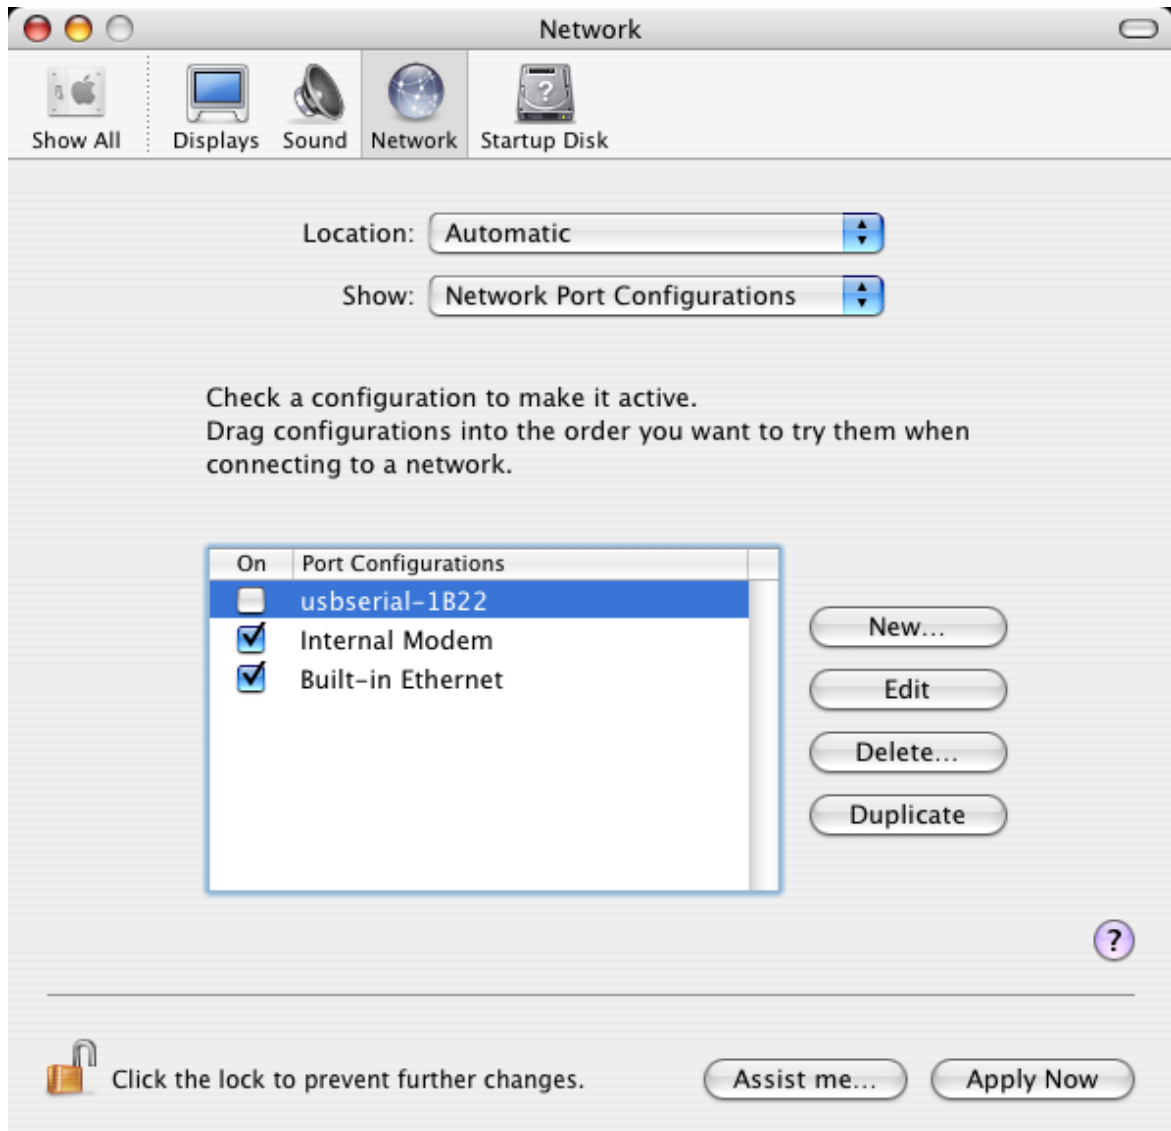 Network
Show All
Displays
Sound
Network
Startup Disk
Location: Automatic
Show: Network Port Configurations
Check a configuration to make it active.
Drag configurations into the order you want to try them when
connecting to a network.
On Port Configurations
usbserial-1B22
Internal Modem
Built-in Ethernet
New...
Edit
Delete...
Duplicate
?
Click the lock to prevent further changes.
Assist me...
Apply Now